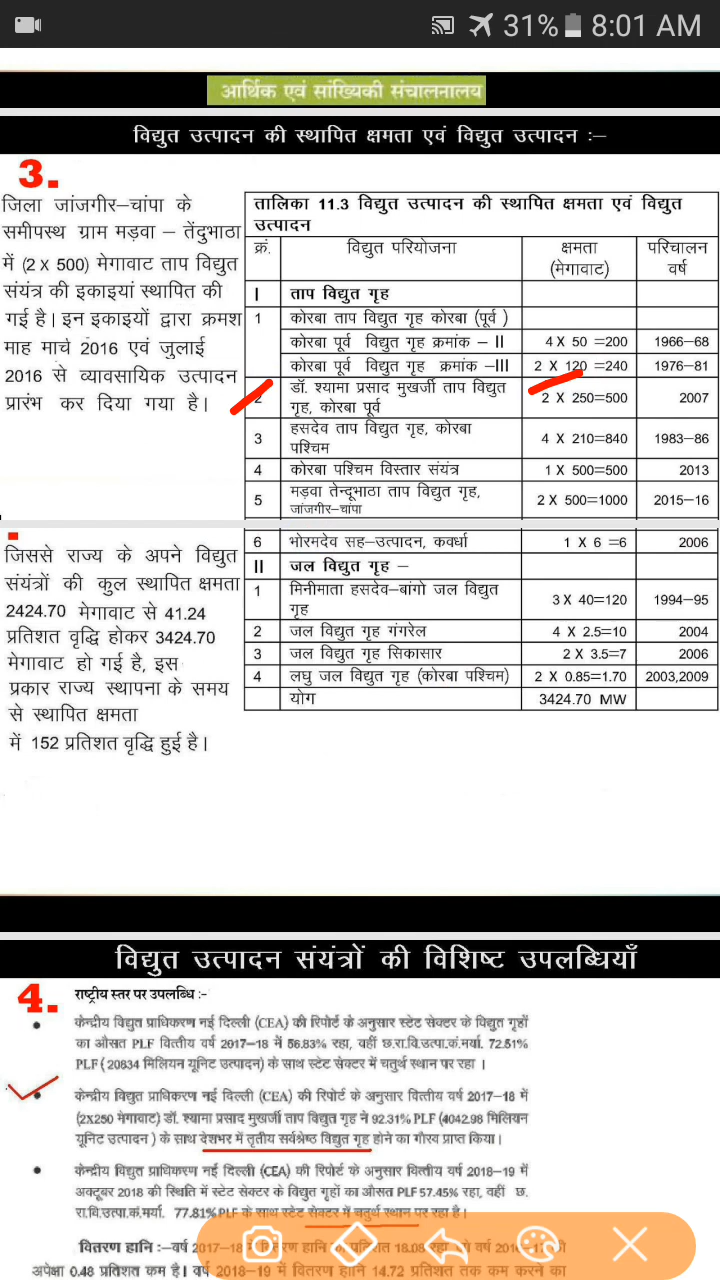 31% 8:01 AM
आर्थिक एवं सांख्यिकी संचालनालय
विद्युत उत्पादन की स्थापित क्षमता एवं विद्युत उत्पादन :–
3.
जिला जांजगीर–चांपा के
समीपस्थ ग्राम मड़वा – तेंदुभाठा
में (2 X 500) मेगावाट ताप विद्युत
संयंत्र की इकाइयां स्थापित की
गई है। इन इकाइयों द्वारा क्रमश
माह मार्च 2016 एवं जुलाई
2016 से व्यावसायिक उत्पादन
प्रारंभ कर दिया गया है।
तालिका 11.3 विद्युत उत्पादन की स्थापित क्षमता एवं विद्युत
उत्पादन
क्रं. विद्युत परियोजना क्षमता (मेगावाट) परिचालन वर्ष
I ताप विद्युत गृह
1 कोरबा ताप विद्युत गृह कोरबा (पूर्व )
कोरबा पूर्व विद्युत गृह क्रमांक – II 4 X 50 =200 1966–68
कोरबा पूर्व विद्युत गृह क्रमांक –III 2 X 120 =240 1976–81
2 डॉ. श्यामा प्रसाद मुखर्जी ताप विद्युत
गृह, कोरबा पूर्व 2 X 250=500 2007
3 हसदेव ताप विद्युत गृह, कोरबा
पश्चिम 4 X 210=840 1983–86
4 कोरबा पश्चिम विस्तार संयंत्र 1 X 500=500 2013
5 मड़वा तेन्दूभाठा ताप विद्युत गृह,
जांजगीर–चांपा 2 X 500=1000 2015–16
जिससे राज्य के अपने विद्युत
संयंत्रों की कुल स्थापित क्षमता
2424.70 मेगावाट से 41.24
प्रतिशत वृद्धि होकर 3424.70
मेगावाट हो गई है, इस
प्रकार राज्य स्थापना के समय
से स्थापित क्षमता
में 152 प्रतिशत वृद्धि हुई है।
6 भोरमदेव सह–उत्पादन, कवर्धा 1 X 6 =6 2006
II जल विद्युत गृह –
1 मिनीमाता हसदेव–बांगो जल विद्युत
गृह 3 X 40=120 1994–95
2 जल विद्युत गृह गंगरेल 4 X 2.5=10 2004
3 जल विद्युत गृह सिकासार 2 X 3.5=7 2006
4 लघु जल विद्युत गृह (कोरबा पश्चिम) 2 X 0.85=1.70 2003,2009
योग 3424.70 MW
विद्युत उत्पादन संयंत्रों की विशिष्ट उपलब्धियाँ
4. राष्ट्रीय स्तर पर उपलब्धि :-
• केन्द्रीय विद्युत प्राधिकरण नई दिल्ली (CEA) की रिपोर्ट के अनुसार स्टेट सेक्टर के विद्युत गृहों
का औसत PLF वित्तीय वर्ष 2017-18 में 56.83% रहा, वहीं छ.रा.वि.उत्पा.कं.मर्या. 72.51%
PLF ( 20834 मिलियन यूनिट उत्पादन) के साथ स्टेट सेक्टर में चतुर्थ स्थान पर रहा ।
• केन्द्रीय विद्युत प्राधिकरण नई दिल्ली (CEA) की रिपोर्ट के अनुसार वित्तीय वर्ष 2017-18 में
(2X250 मेगावाट) डॉ. श्यामा प्रसाद मुखर्जी ताप विद्युत गृह ने 92.31% PLF (4042.98 मिलियन
यूनिट उत्पादन ) के साथ देशभर में तृतीय सर्वश्रेष्ठ विद्युत गृह होने का गौरव प्राप्त किया।
• केन्द्रीय विद्युत प्राधिकरण नई दिल्ली (CEA) की रिपोर्ट के अनुसार वित्तीय वर्ष 2018-19 में
अक्टूबर 2018 की स्थिति में स्टेट सेक्टर के विद्युत गृहों का औसत PLF 57.45% रहा, वहीं छ.
रा.वि.उत्पा.कं.मर्या. 77.81% PLF के साथ स्टेट सेक्टर में चतुर्थ स्थान पर रहा है।
वितरण हानि :–वर्ष 2017-18 में वितरण हानि 18.08 रहा
अपेक्षा 0.48 प्रतिशत कम है। वर्ष 2018-19 में वितरण हानि 14.72 प्रतिशत तक कम करने का